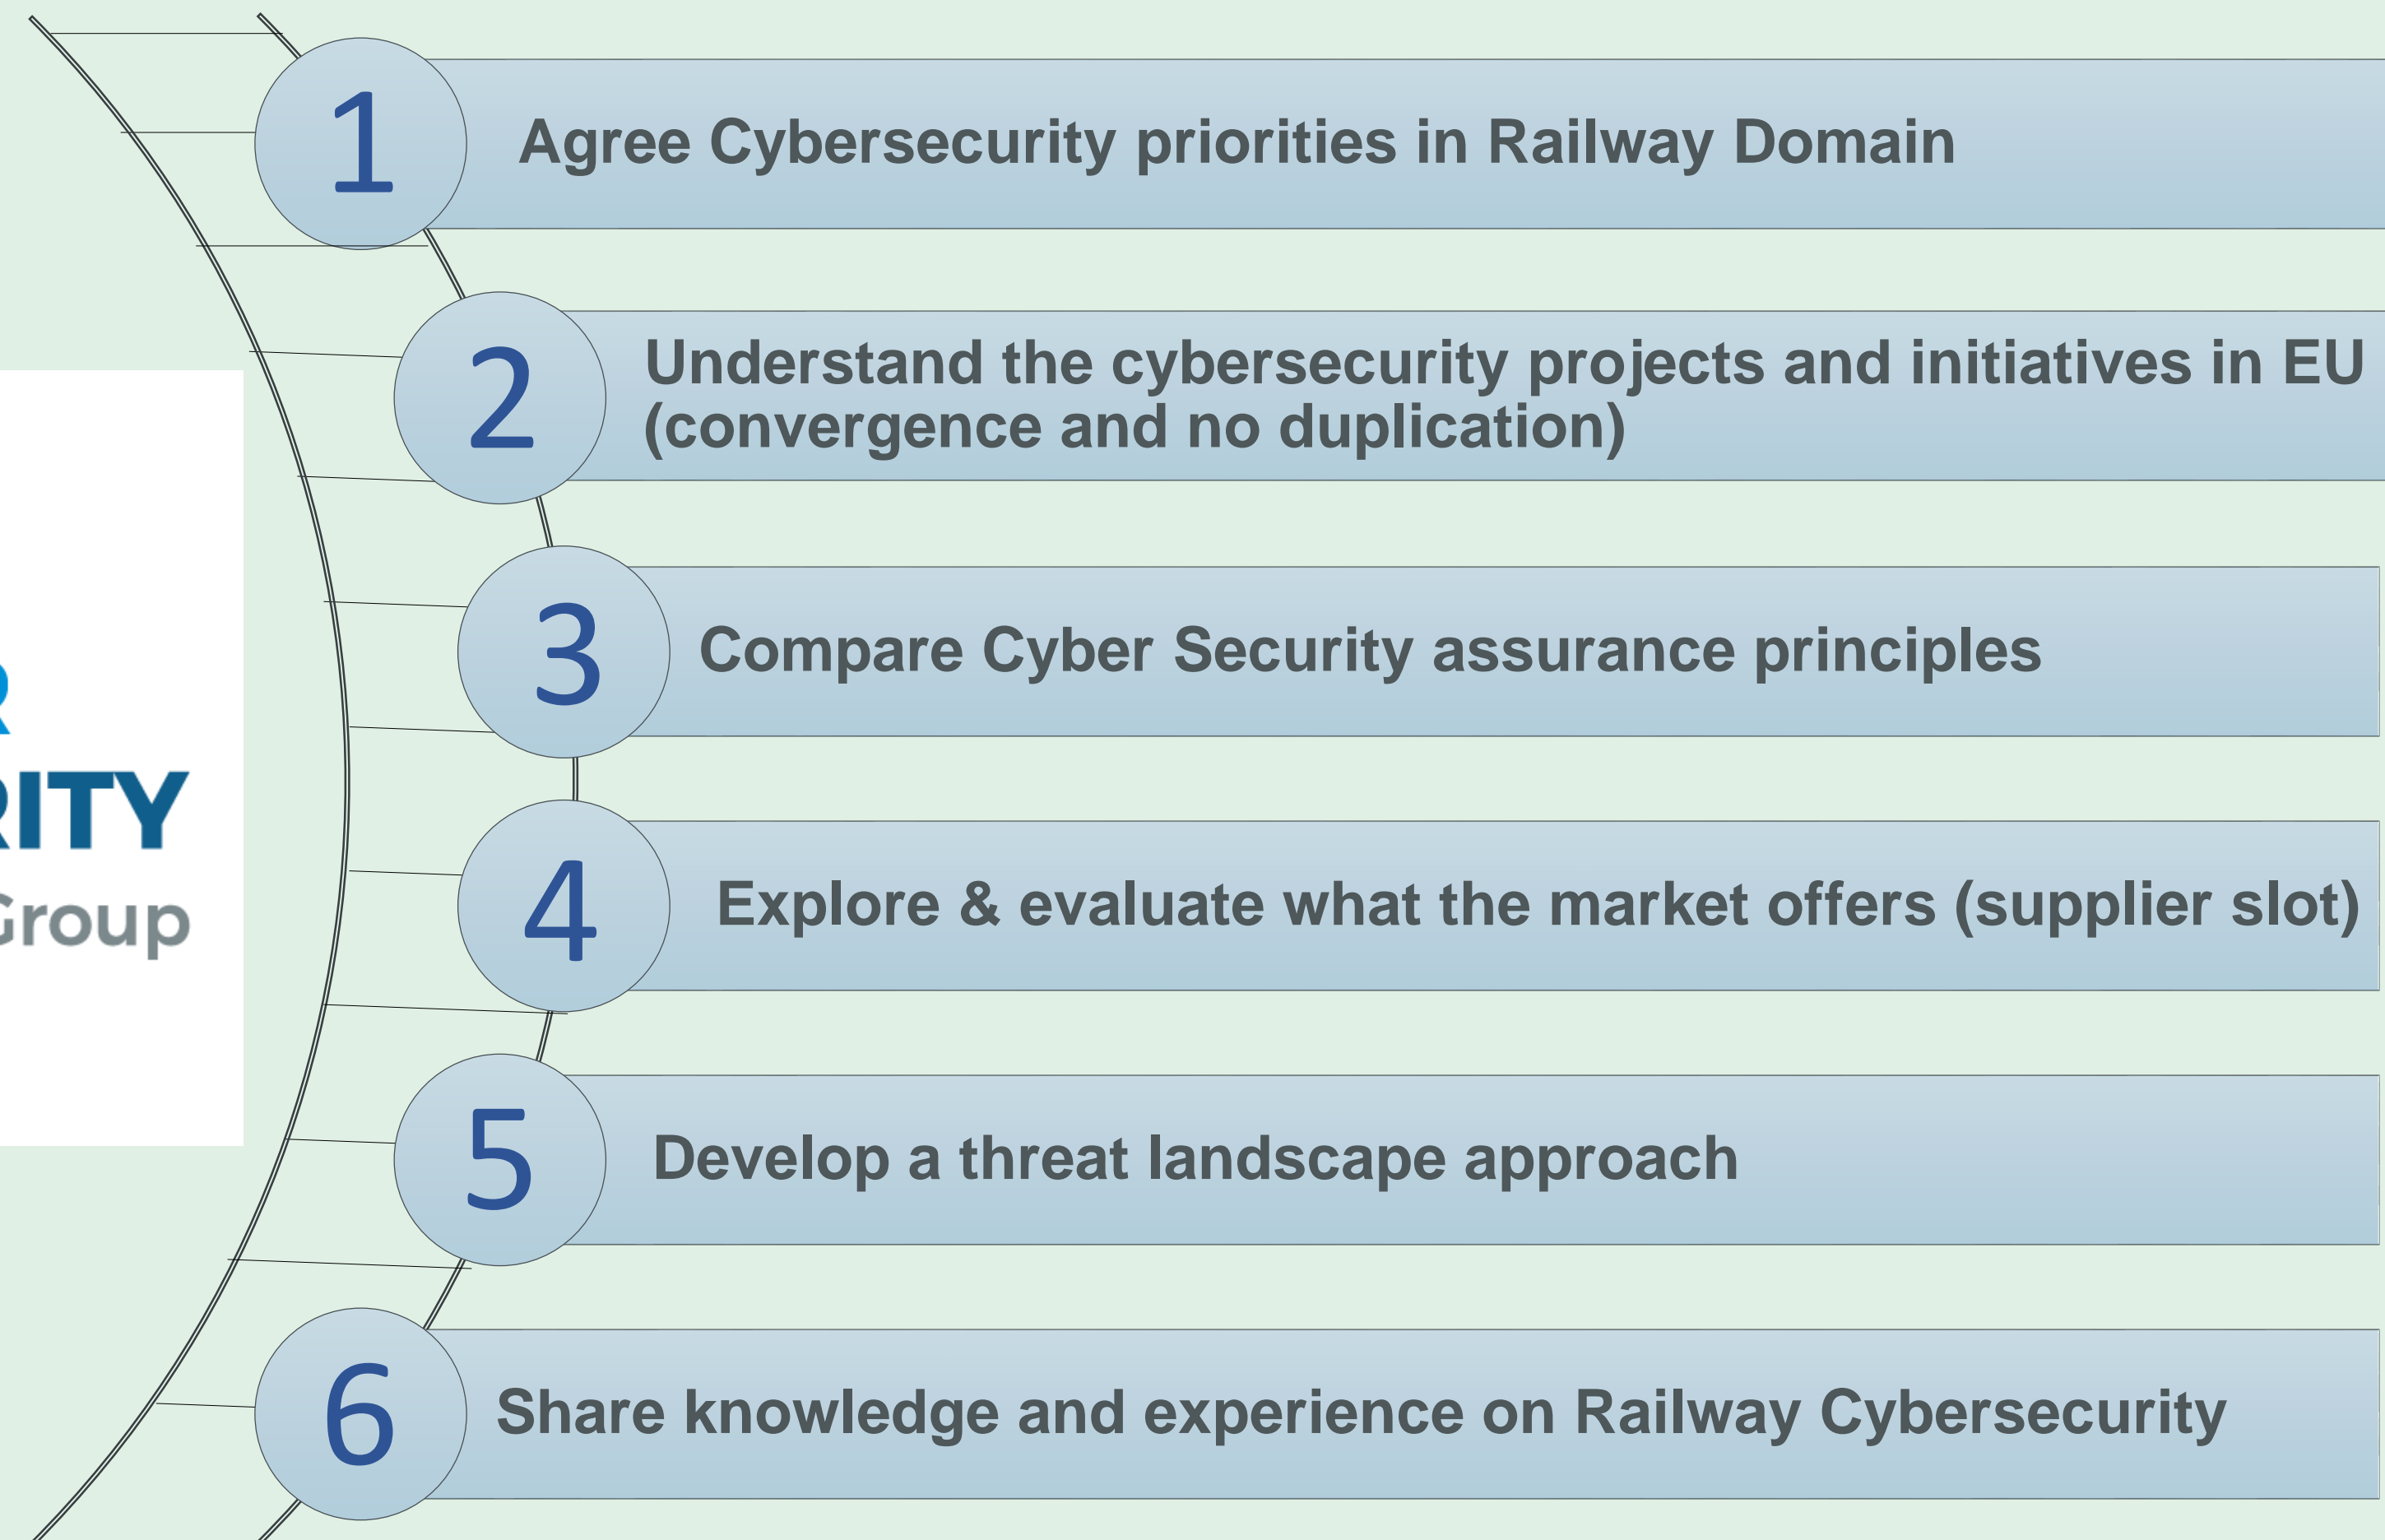 1
Agree Cybersecurity priorities in Railway Domain
2
Understand the cybersecurity projects and initiatives in EU
(convergence and no duplication)
3
Compare Cyber Security assurance principles
4
Explore & evaluate what the market offers (supplier slot)
5
Develop a threat landscape approach
6
Share knowledge and experience on Railway Cybersecurity
R
RITY
Group